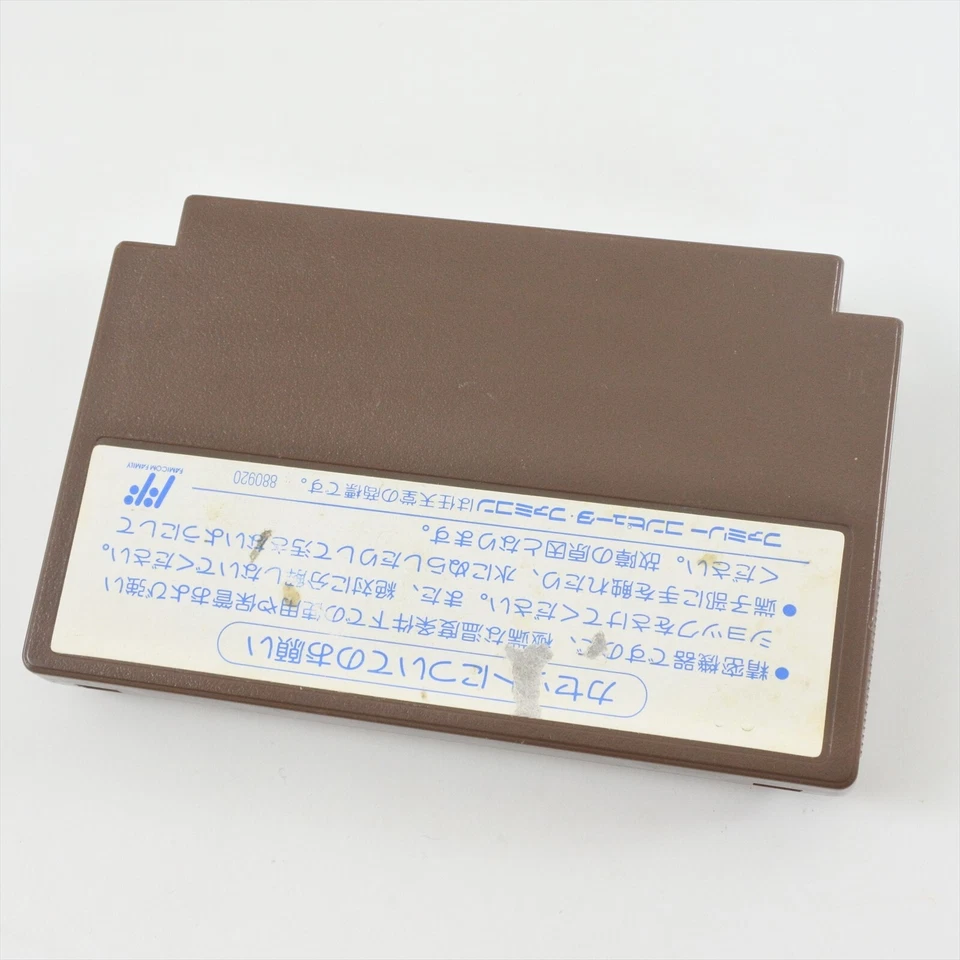 カセットについてのお願い
● 精密機器ですので、極端な温度条件下での使用や保管および強い
ショックをさけてください。また、絶対に分解しないでください。
● 端子部に手を触れたり、水にぬらしたりして汚さないようにして
ください。故障の原因となります。
ファミリーコンピュータ・ファミコンは任天堂の商標です。 880920
FAMICOM FAMILY